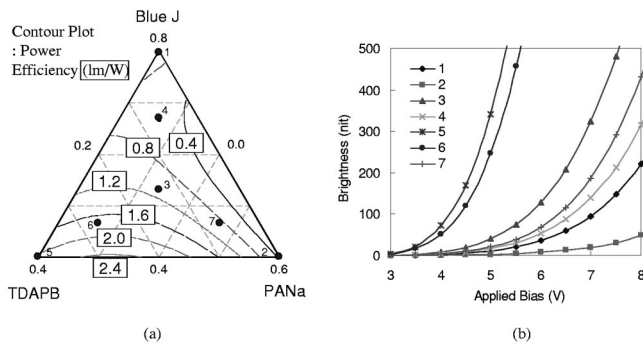 Blue J
Contour Plot
: Power
Efficiency (lm/W)
0.8
1
4
0.2
0.0
0.8
0.4
1.2
3
1.6
6
7
2.0
5
2
2.4
0.4
0.4
0.6
TDAPB
PANa
(a)
500
400
300
200
100
0
Brightness (nit)
1
2
3
4
5
6
7
3 4 5 6 7 8
Applied Bias (V)
(b)